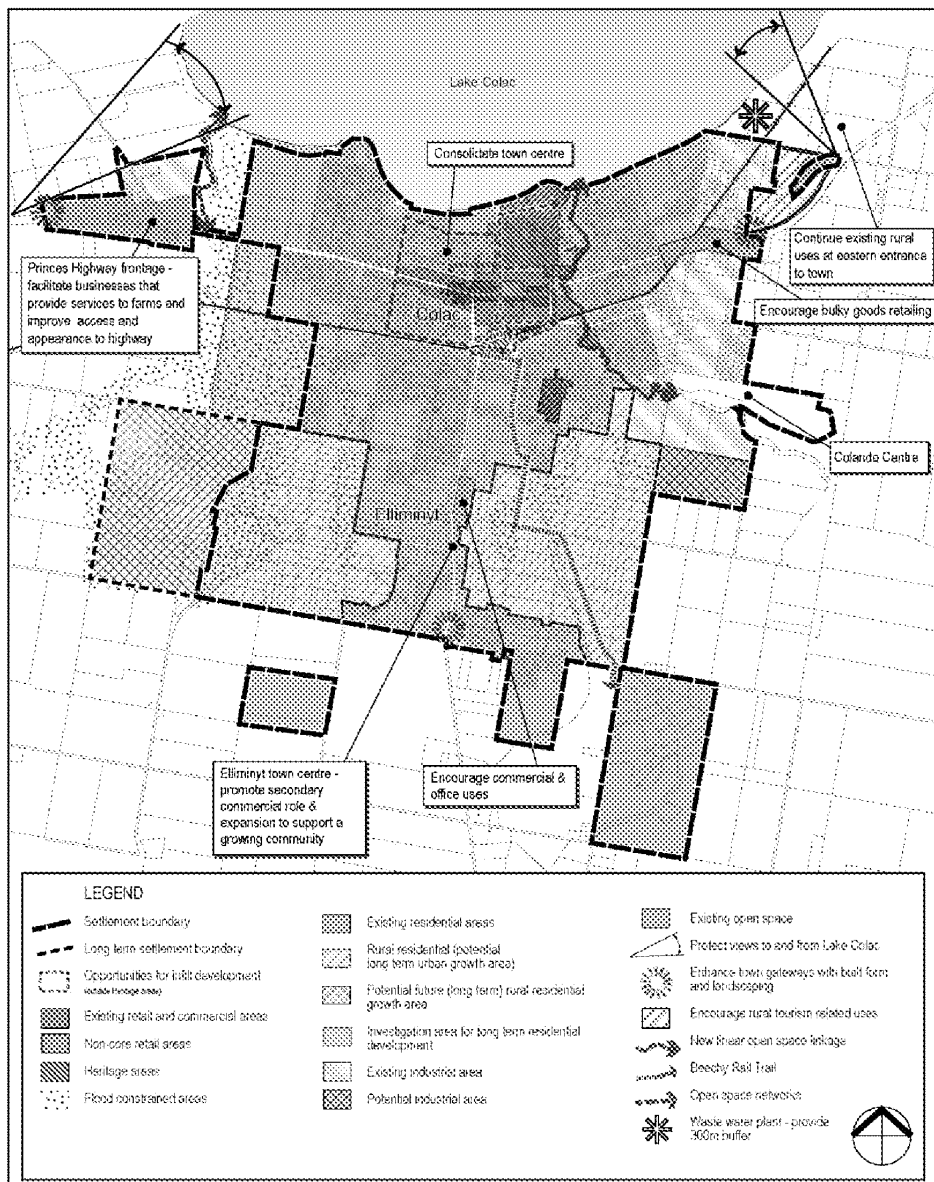 Lake Colac
Consolidate town centre
Princes Highway frontage -
facilitate businesses that
provide services to farms and
improve access and
appearance to highway
Continue existing rural
uses at eastern entrance
to town
Encourage bulky goods retailing
Colac
Colanda Centre
Elliminyt
Elliminyt town centre -
promote secondary
commercial role &
expansion to support a
growing community
Encourage commercial &
office uses
LEGEND
Settlement boundary
Long term settlement boundary
Opportunities for infill development
(outside heritage areas)
Existing retail and commercial areas
Non-core retail areas
Heritage areas
Flood constrained areas
Existing residential areas
Rural residential (potential
long term urban growth area)
Potential future (long term) rural residential
growth area
Investigation area for long term residential
development
Existing industrial area
Potential industrial area
Existing open space
Protect views to and from Lake Colac
Enhance town gateways with built form
and landscaping
Encourage rural tourism related uses
New linear open space linkage
Beechy Rail Trail
Open space networks
Waste water plant - provide
300m buffer